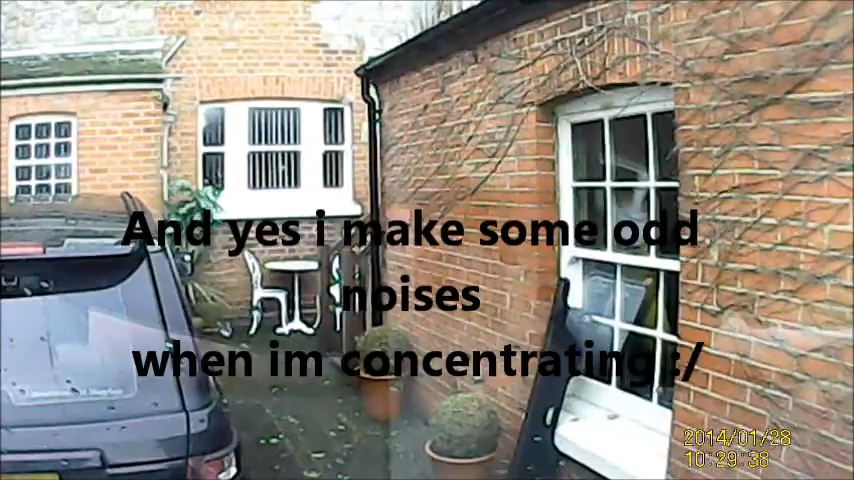 And yes i make some odd
noises
when im concentrating :/
2014/01/28
10:29:38